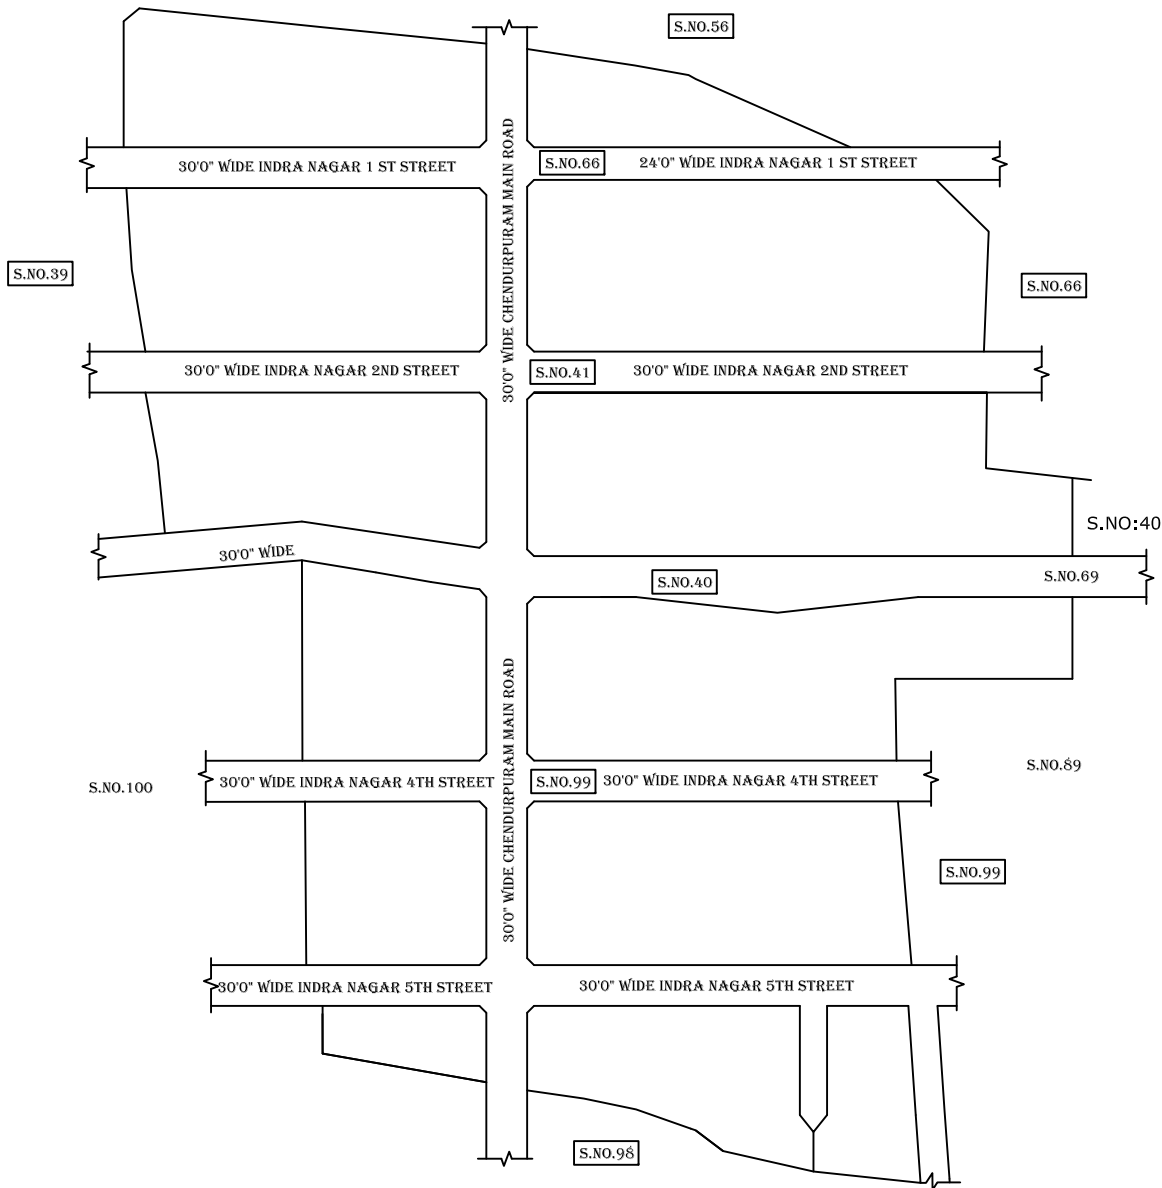 S.NO.56
30'0" WIDE INDRA NAGAR 1 ST STREET
S.NO.66
24'0" WIDE INDRA NAGAR 1 ST STREET
30'0" WIDE CHENDURPURAM MAIN ROAD
S.NO.39
S.NO.66
30'0" WIDE INDRA NAGAR 2ND STREET
S.NO.41
30'0" WIDE INDRA NAGAR 2ND STREET
S.NO:40
30'0" WIDE
S.NO.40
S.NO.69
30'0" WIDE CHENDURPURAM MAIN ROAD
S.NO.100
30'0" WIDE INDRA NAGAR 4TH STREET
S.NO.99
30'0" WIDE INDRA NAGAR 4TH STREET
S.NO.89
S.NO.99
30'0" WIDE INDRA NAGAR 5TH STREET
30'0" WIDE INDRA NAGAR 5TH STREET
S.NO.98